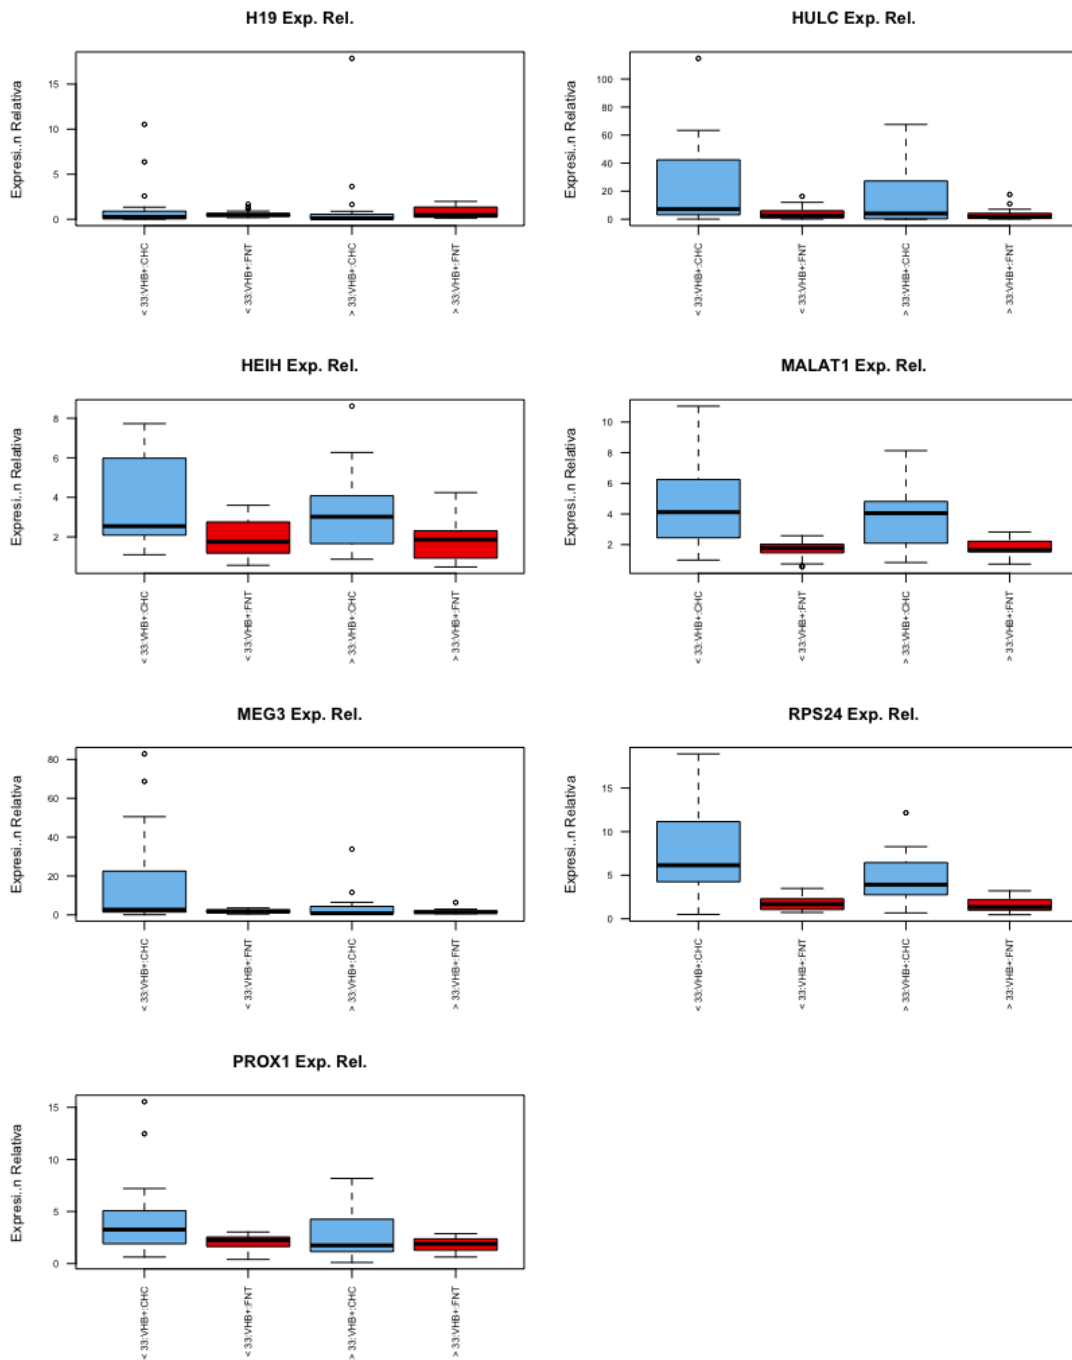 H19 Exp. Rel.
Expresi..n Relativa
15
10
5
0
< 33:VHB+:CHC
< 33:VHB+:FNT
> 33:VHB+:CHC
> 33:VHB+:FNT
HULC Exp. Rel.
Expresi..n Relativa
100
80
60
40
20
0
< 33:VHB+:CHC
< 33:VHB+:FNT
> 33:VHB+:CHC
> 33:VHB+:FNT
HEIH Exp. Rel.
Expresi..n Relativa
8
6
4
2
< 33:VHB+:CHC
< 33:VHB+:FNT
> 33:VHB+:CHC
> 33:VHB+:FNT
MALAT1 Exp. Rel.
Expresi..n Relativa
10
8
6
4
2
< 33:VHB+:CHC
< 33:VHB+:FNT
> 33:VHB+:CHC
> 33:VHB+:FNT
MEG3 Exp. Rel.
Expresi..n Relativa
80
60
40
20
0
< 33:VHB+:CHC
< 33:VHB+:FNT
> 33:VHB+:CHC
> 33:VHB+:FNT
RPS24 Exp. Rel.
Expresi..n Relativa
15
10
5
0
< 33:VHB+:CHC
< 33:VHB+:FNT
> 33:VHB+:CHC
> 33:VHB+:FNT
PROX1 Exp. Rel.
Expresi..n Relativa
15
10
5
0
< 33:VHB+:CHC
< 33:VHB+:FNT
> 33:VHB+:CHC
> 33:VHB+:FNT